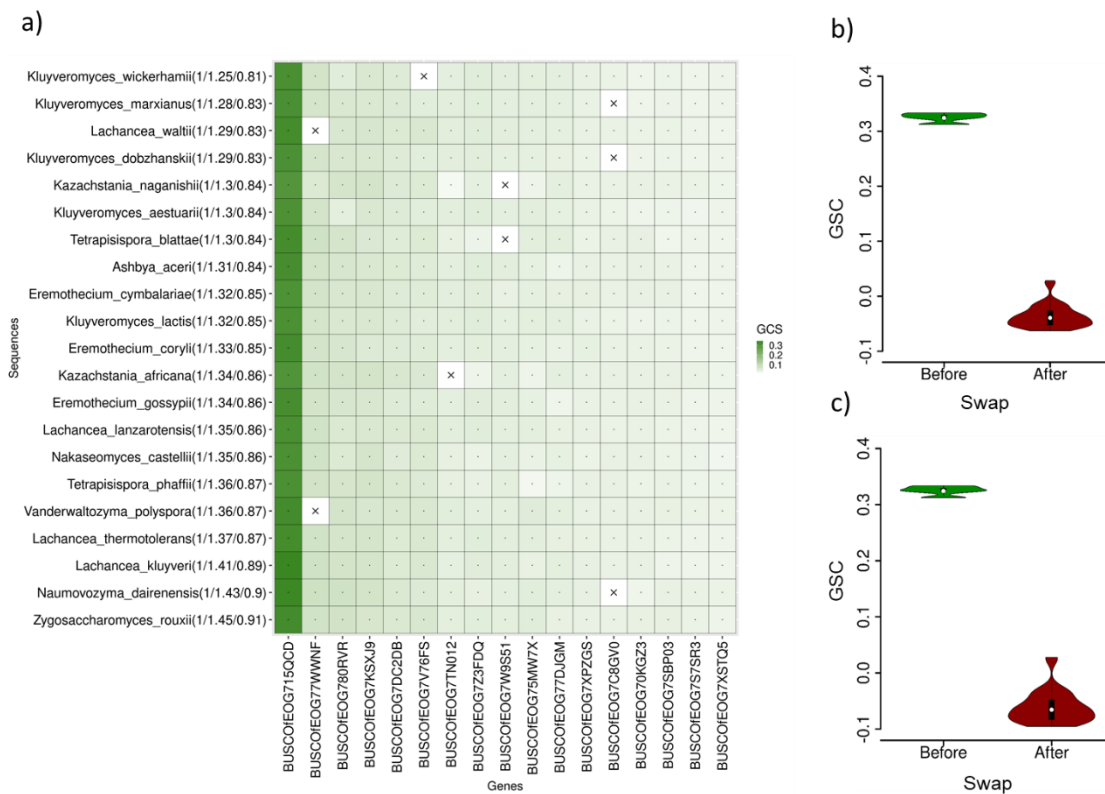 a)
Sequences
Kluyveromyces_wickerhamii(1/1.25/0.81)
Kluyveromyces_marxianus(1/1.28/0.83)
Lachancea_waltii(1/1.29/0.83)
Kluyveromyces_dobzhanskii(1/1.29/0.83)
Kazachstania_naganishii(1/1.3/0.84)
Kluyveromyces_aestuarii(1/1.3/0.84)
Tetrapisispora_blattae(1/1.3/0.84)
Ashbya_aceri(1/1.31/0.84)
Eremothecium_cymbalariae(1/1.32/0.85)
Kluyveromyces_lactis(1/1.32/0.85)
Eremothecium_coryli(1/1.33/0.85)
Kazachstania_africana(1/1.34/0.86)
Eremothecium_gossypii(1/1.34/0.86)
Lachancea_lanzarotensis(1/1.35/0.86)
Nakaseomyces_castellii(1/1.35/0.86)
Tetrapisispora_phaffii(1/1.36/0.87)
Vanderwaltozyma_polyspora(1/1.36/0.87)
Lachancea_thermotolerans(1/1.37/0.87)
Lachancea_kluyveri(1/1.41/0.89)
Naumovozyma_dairenensis(1/1.43/0.9)
Zygosaccharomyces_rouxii(1/1.45/0.91)
BUSCOfEOG715QCD
BUSCOfEOG77WWNF
BUSCOfEOG780RVR
BUSCOfEOG7KSXJ9
BUSCOfEOG7DC2DB
BUSCOfEOG7V76FS
BUSCOfEOG7TN012
BUSCOfEOG7Z3FDQ
BUSCOfEOG7W9S51
BUSCOfEOG75MW7X
BUSCOfEOG77DJGM
BUSCOfEOG7XPZGS
BUSCOfEOG7C8GV0
BUSCOfEOG70KGZ3
BUSCOfEOG7SBP03
BUSCOfEOG7S7SR3
BUSCOfEOG7XSTQ5
Genes
GCS
0.3
0.2
0.1
b)
GSC
0.4
0.3
0.1
0.0
-0.1
Before After
Swap
c)
GSC
0.4
0.3
0.1
0.0
-0.1
Before After
Swap